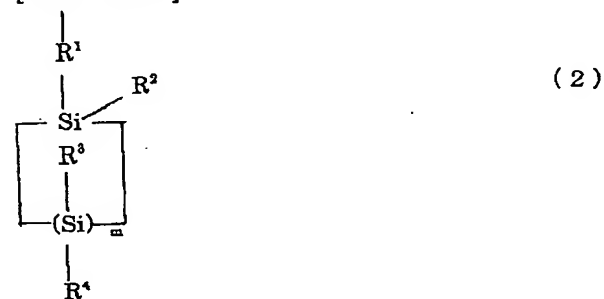 R¹
R²
(2)
Si
R³
(Si)m
R⁴